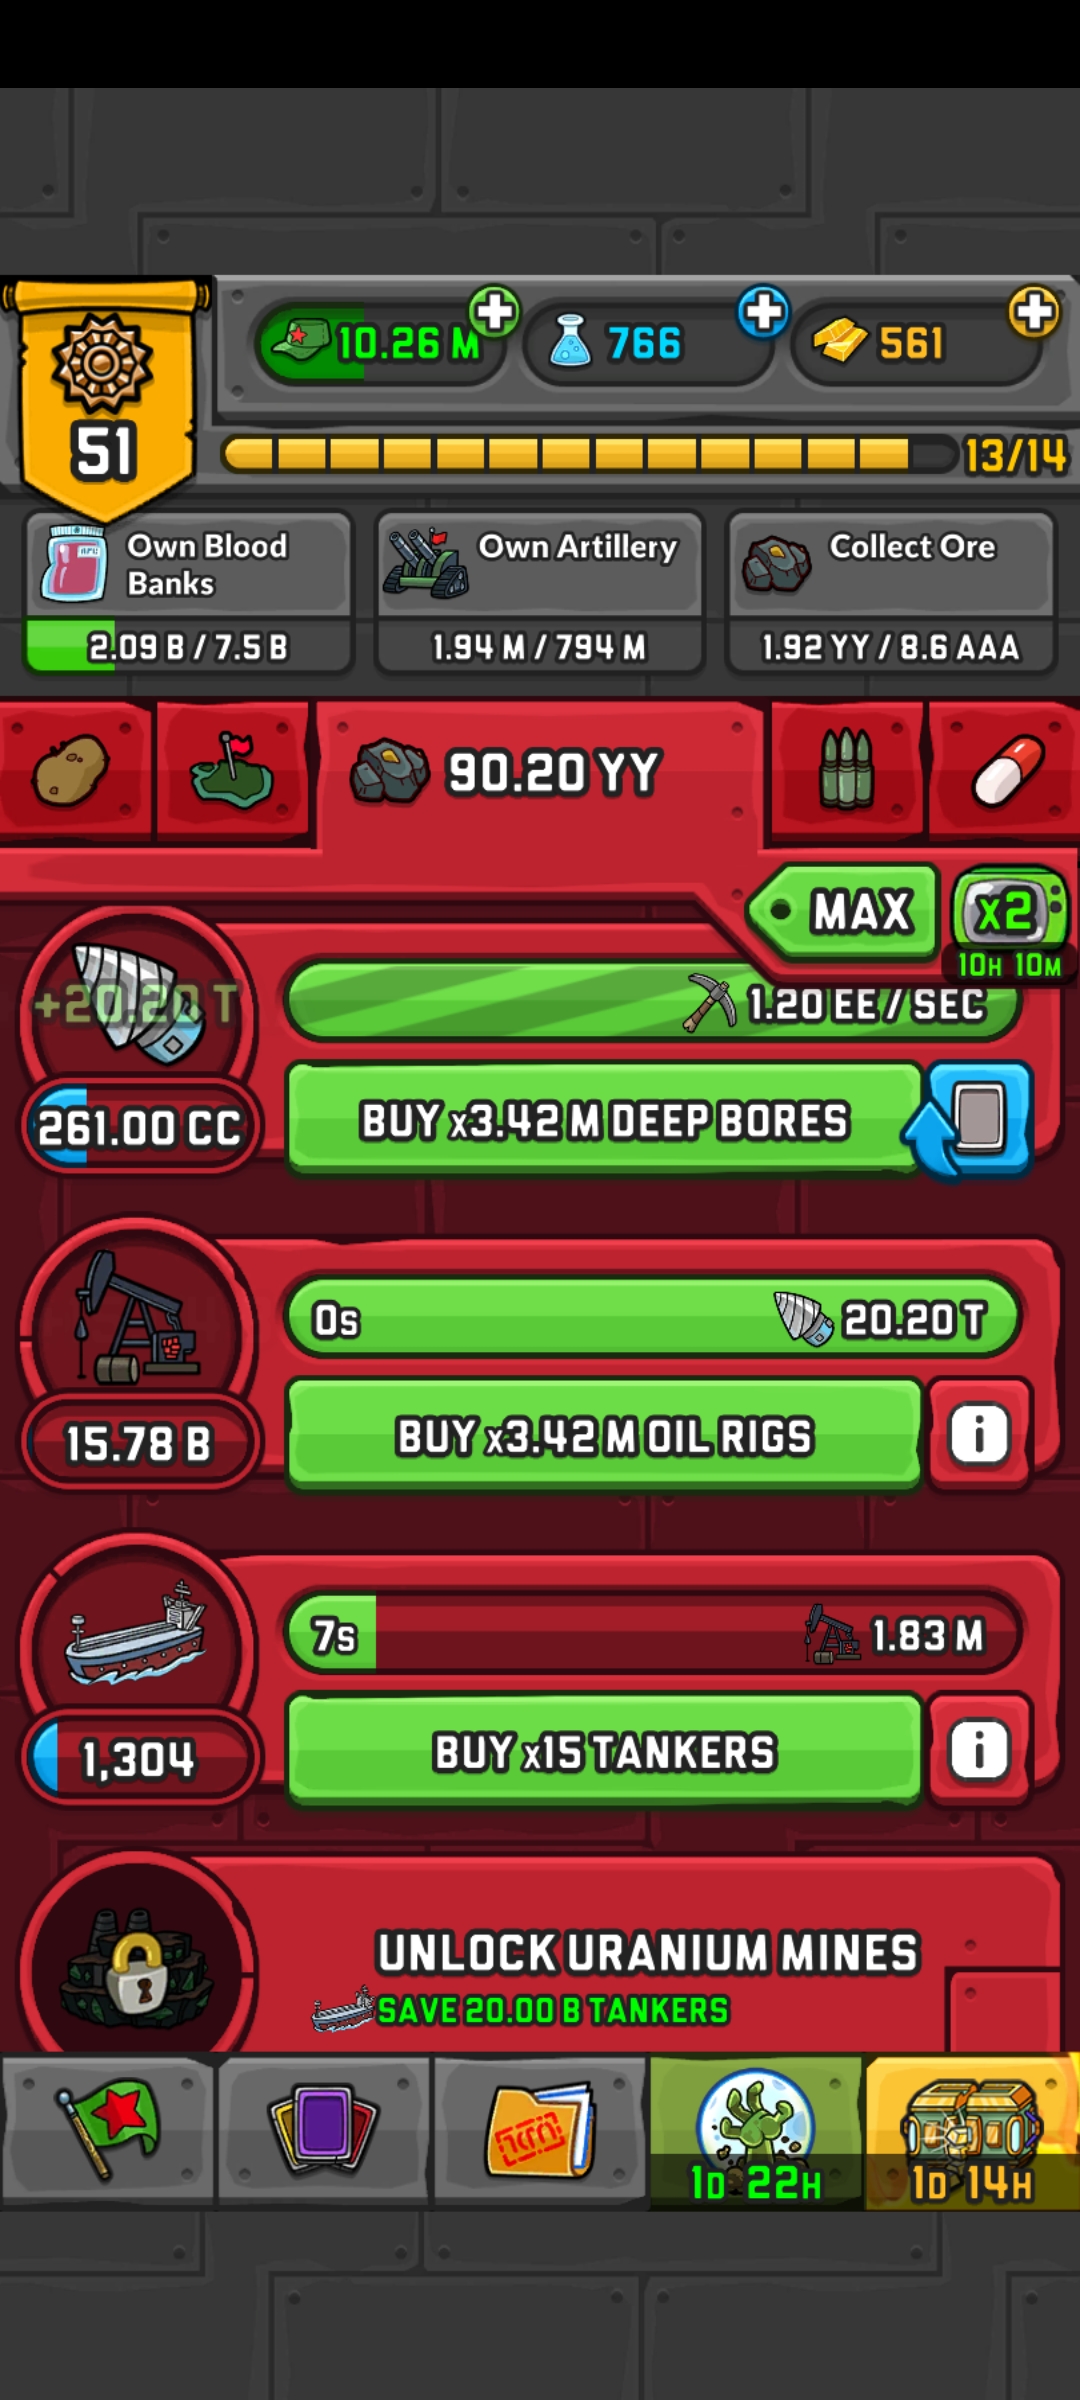 10.26 M
766
561
51
13/14
Own Blood Banks
2.09 B / 7.5 B
Own Artillery
1.94 M / 794 M
Collect Ore
1.92 YY / 8.6 AAA
90.20 YY
MAX
x2
10H 10M
+20.20 T
1.20 EE / SEC
261.00 CC
BUY x3.42 M DEEP BORES
0s
20.20 T
15.78 B
BUY x3.42 M OIL RIGS
i
7s
1.83 M
1,304
BUY x15 TANKERS
i
UNLOCK URANIUM MINES
SAVE 20.00 B TANKERS
1D 22H
1D 14H